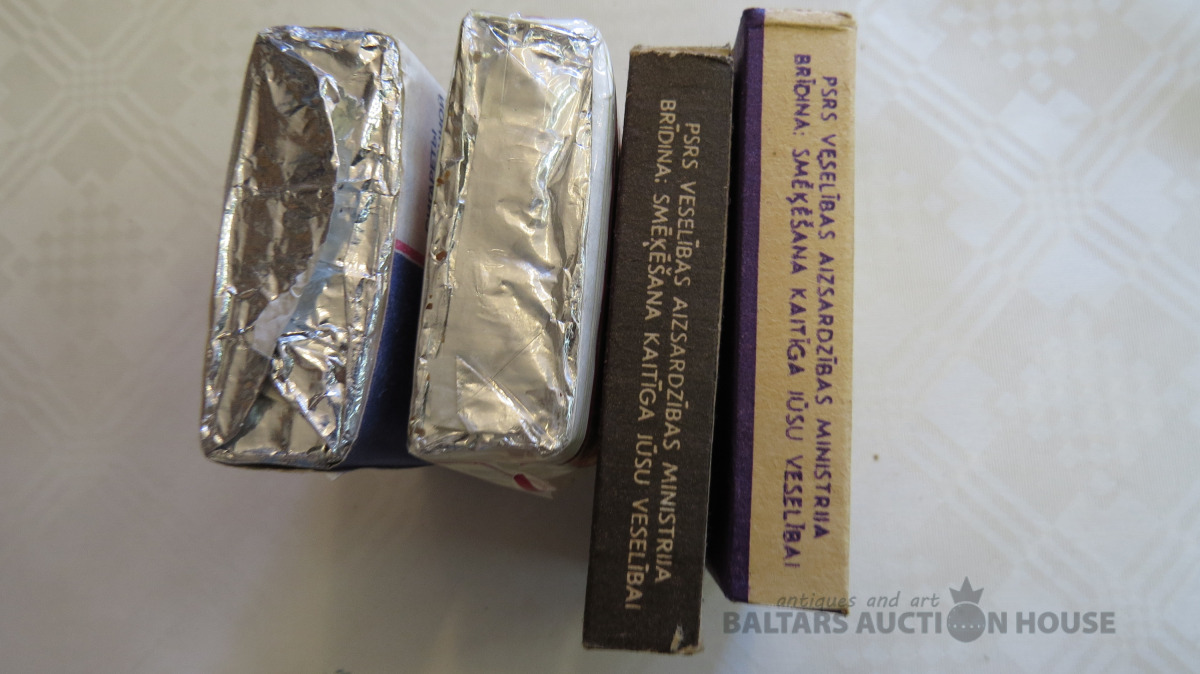 PSRS VESELĪBAS AIZSARDZĪBAS MINISTRIJA
BRĪDINA: SMĒĶĒŠANA KAITĪGA JŪSU VESELĪBAI
PSRS VEŞELĪBAS AIZSARDZĪBAS MINISTRIJA
BRĪDINA: SMĒĶĒŠANA KAITĪGA JŪSU VESELĪBAI
antiques and art
BALTARS AUCTION HOUSE